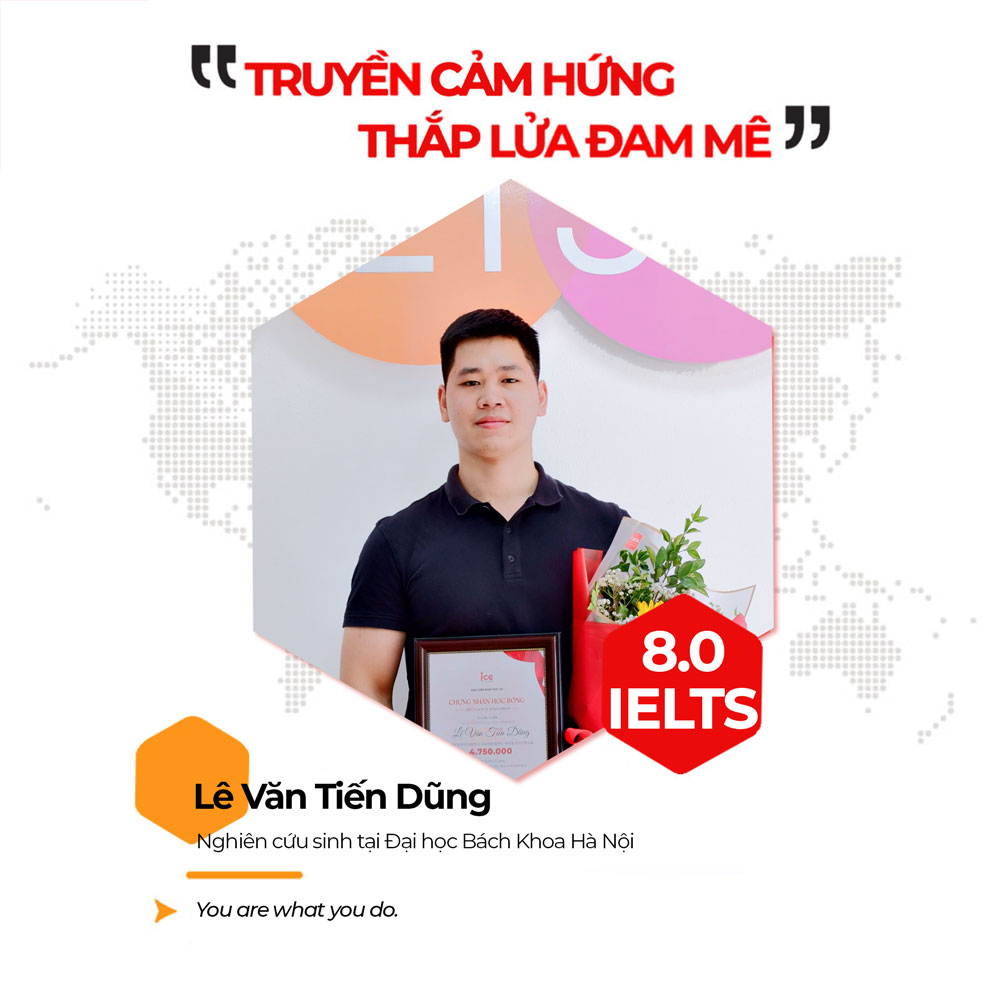 TRUYỀN CẢM HỨNG
THẮP LỬA ĐAM MÊ
ice
CHỨNG NHẬN HỌC BỔNG
Lê Văn Tiến Dũng
4.750.000
8.0
IELTS
Lê Văn Tiến Dũng
Nghiên cứu sinh tại Đại học Bách Khoa Hà Nội
You are what you do.